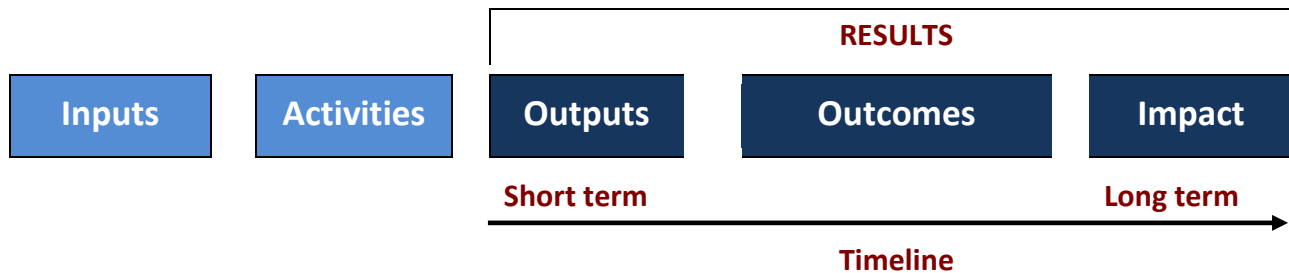 RESULTS
Inputs Activities Outputs Outcomes Impact
Short term Long term
Timeline